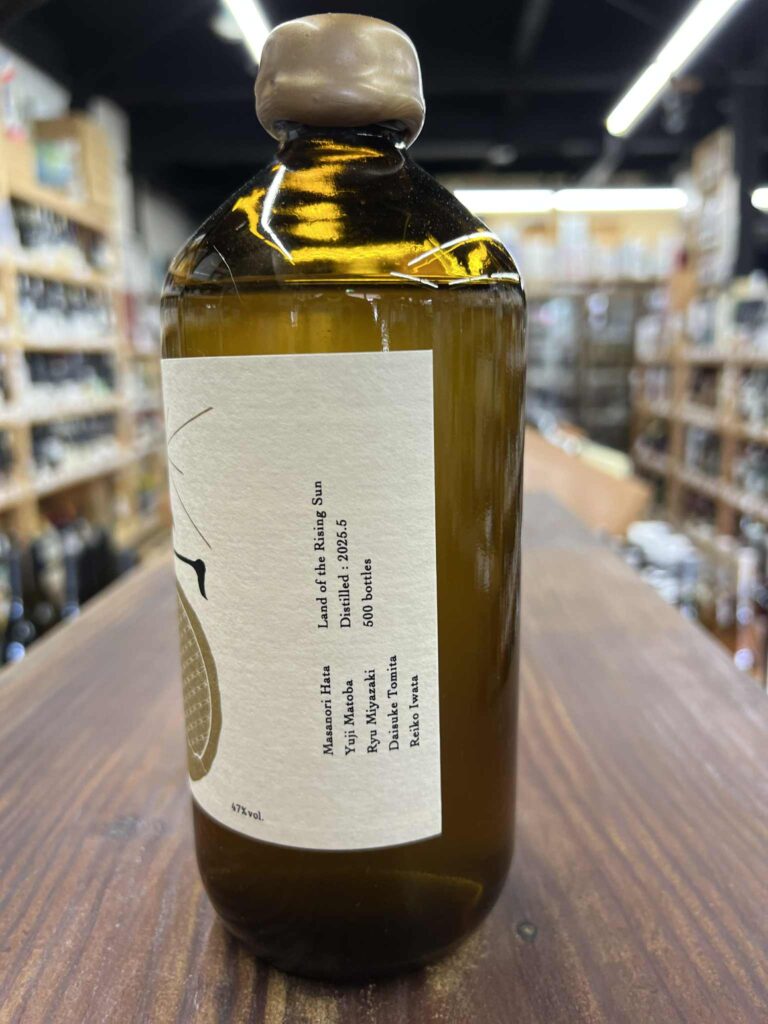 Land of the Rising Sun
Distilled : 2025.5
500 bottles
Masanori Hata
Yuji Matoba
Ryu Miyazaki
Daisuke Tomita
Reiko Iwata
47%vol.